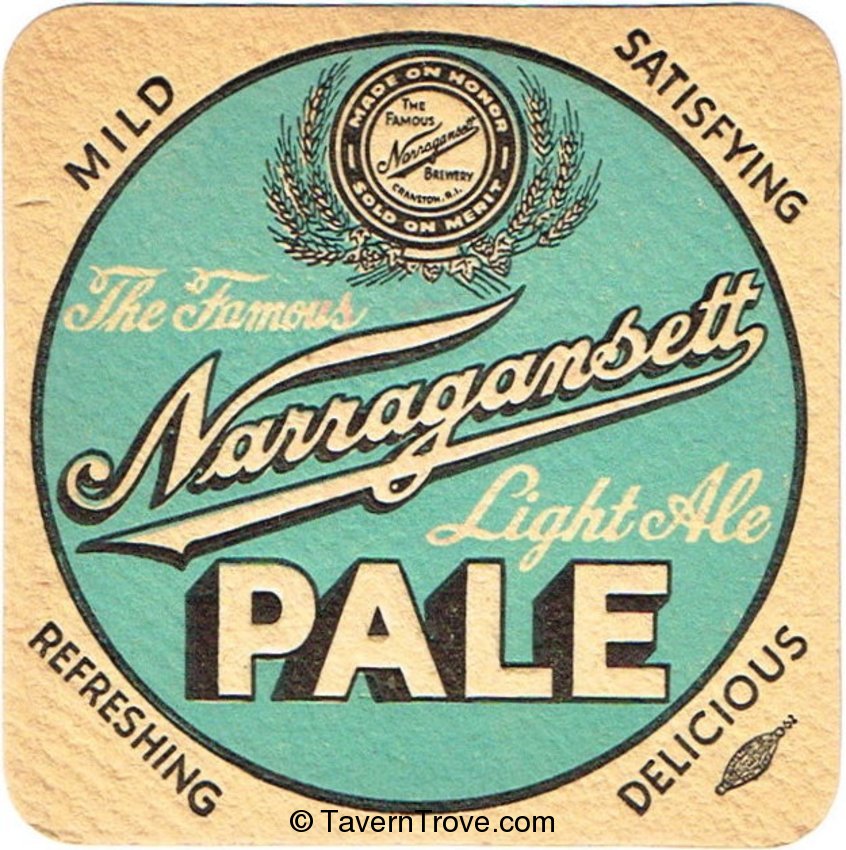 MILD
SATISFYING
MADE ON HONOR
THE
FAMOUS
Narragansett
BREWERY
CRANSTON, R.I.
SOLD ON MERIT
The Famous
Narragansett
Light Ale
PALE
REFRESHING
DELICIOUS
© TavernTrove.com